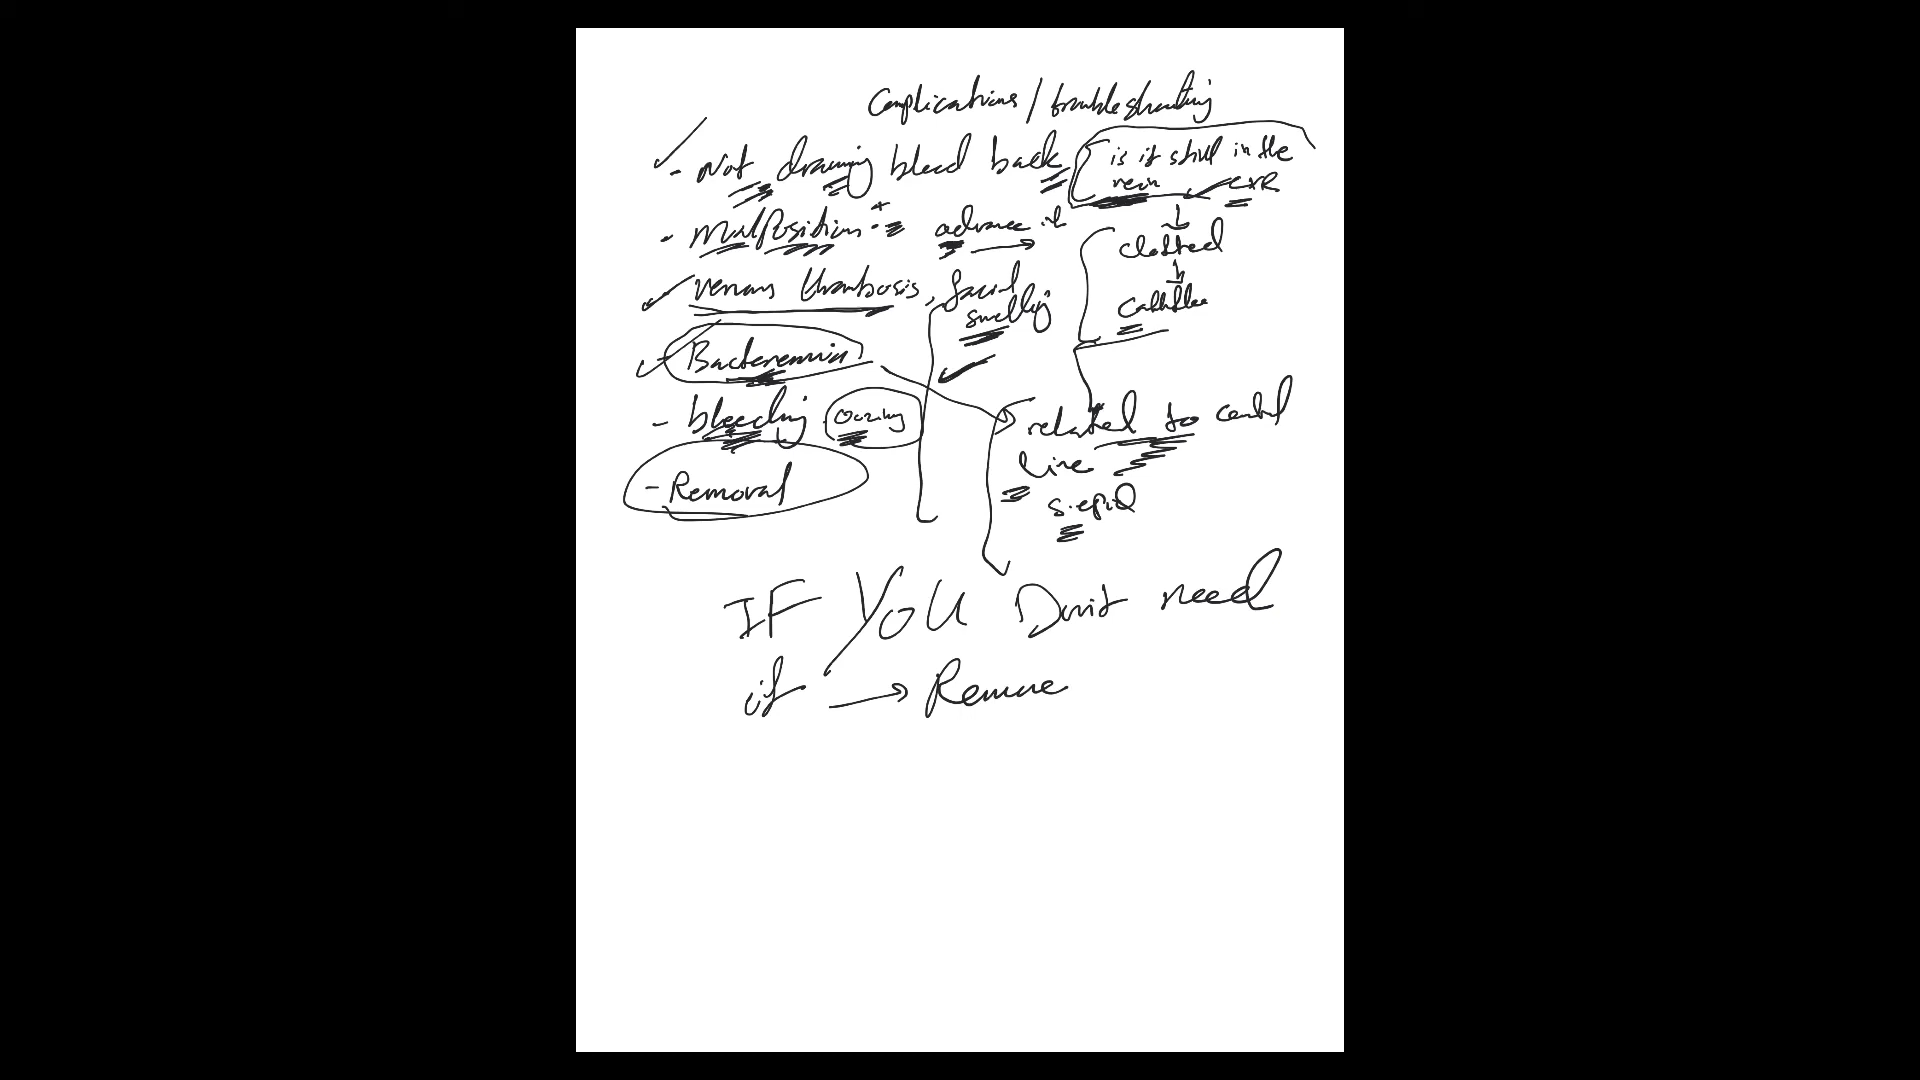 Complications / troubleshooting
- Not drawing blood back is it still in the
vein CXR
- Malposition advance it
clotted
venous thrombosis, facial
swelling
cathflo
Bacteremia
- bleeding oozing
related to central
line
- Removal
s. epid
IF YOU Don't need
it → Remove